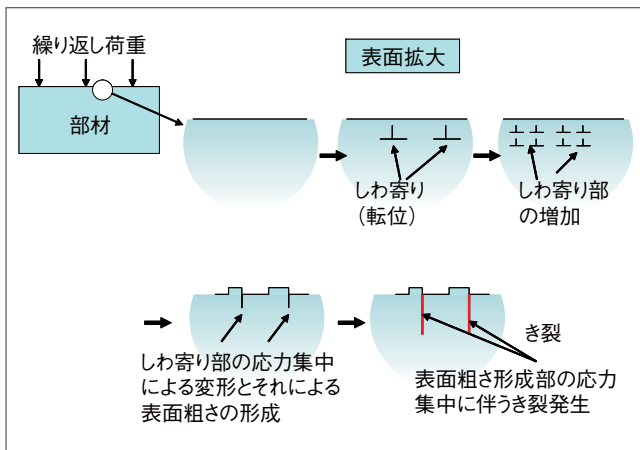 繰り返し荷重
表面拡大
部材
しわ寄り
（転位）
しわ寄り部
の増加
しわ寄り部の応力集中
による変形とそれによる
表面粗さの形成
き裂
表面粗さ形成部の応力
集中に伴うき裂発生